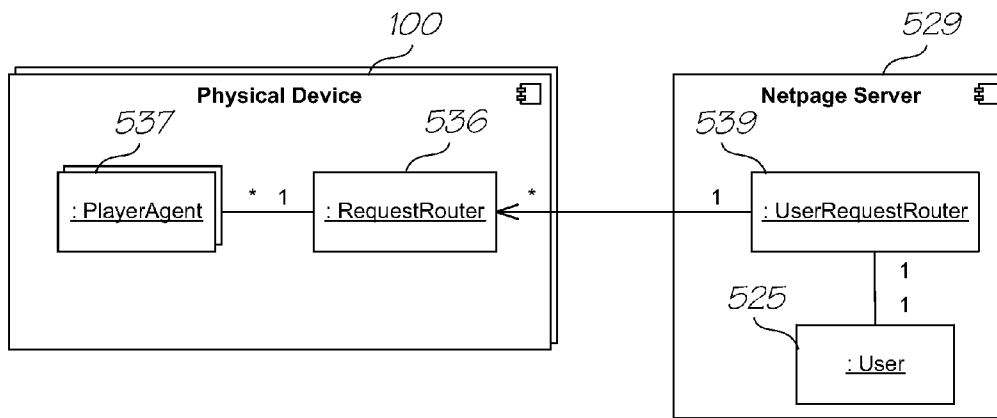 100
529
Physical Device
Netpage Server
537
536
539
: PlayerAgent
* 1
: RequestRouter
* 1
: UserRequestRouter
1
1
525
: User